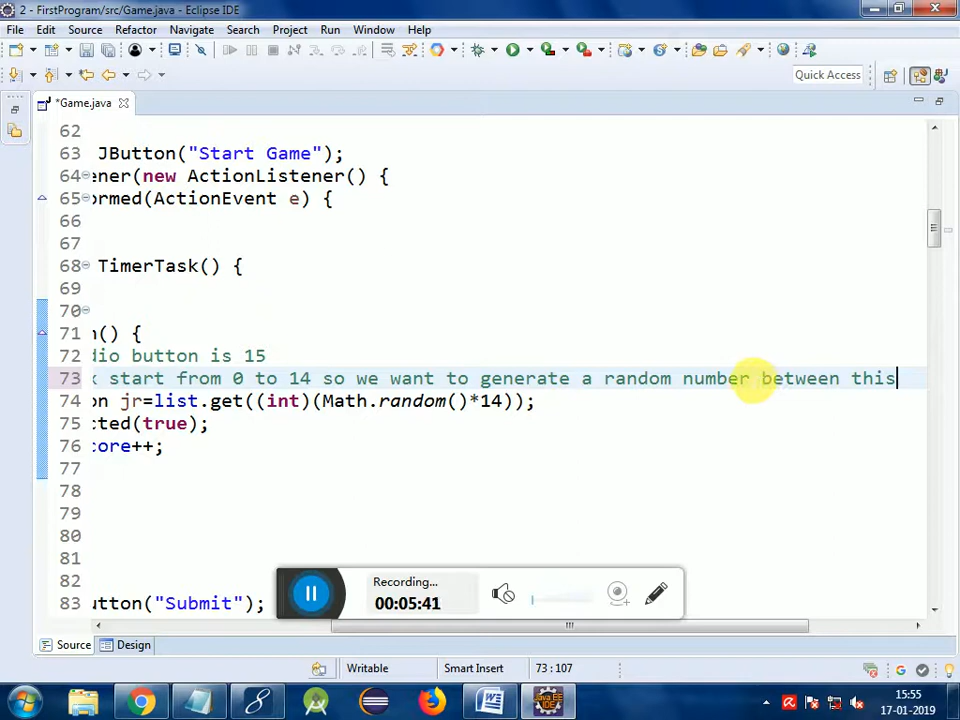 2 - FirstProgram/src/Game.java - Eclipse IDE
File Edit Source Refactor Navigate Search Project Run Window Help
Quick Access
*Game.java
62
63 JButton("Start Game");
64 ener(new ActionListener() {
65 ormed(ActionEvent e) {
66
67
68 TimerTask() {
69
70
71 n() {
72 dio button is 15
73 x start from 0 to 14 so we want to generate a random number between this
74 on jr=list.get((int)(Math.random()*14));
75 cted(true);
76 core++;
77
78
79
80
81
82
83 utton("Submit");
Recording...
00:05:41
Source Design
Writable Smart Insert 73 : 107
15:55
17-01-2019